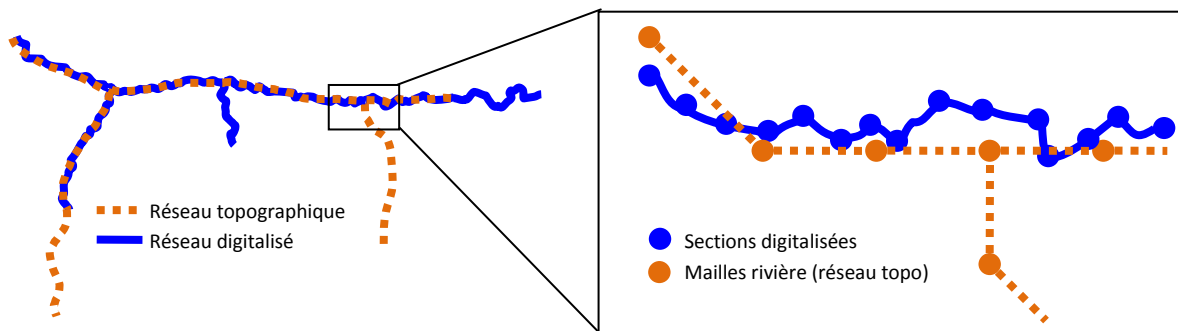 Réseau topographique
Réseau digitalisé
Sections digitalisées
Mailles rivière (réseau topo)